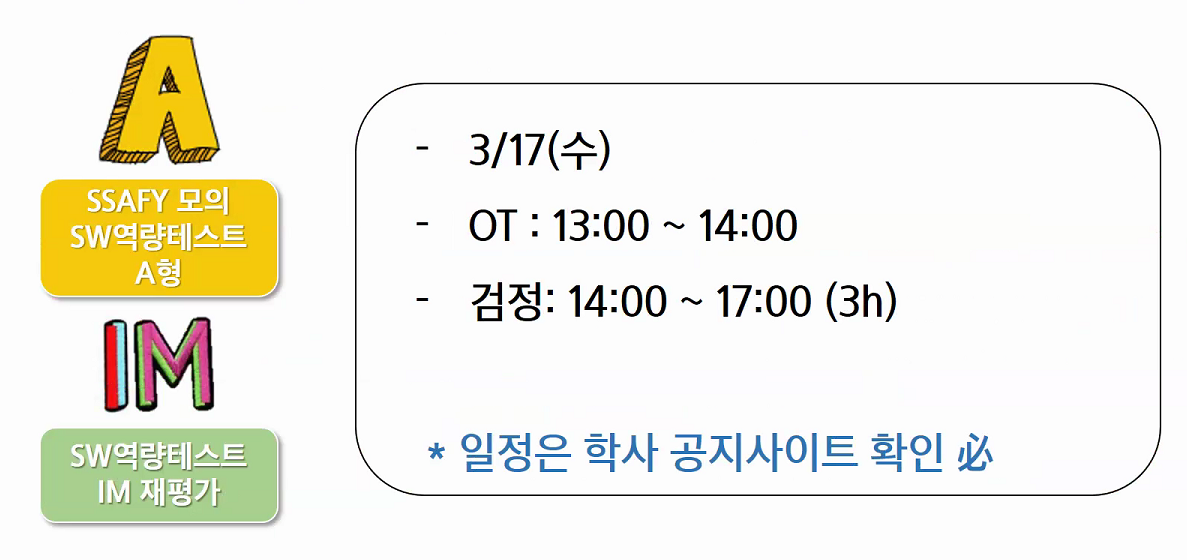 A
SSAFY 모의
SW역량테스트
A형
IM
SW역량테스트
IM 재평가
- 3/17(수)
- OT : 13:00 ~ 14:00
- 검정: 14:00 ~ 17:00 (3h)
* 일정은 학사 공지사이트 확인 必